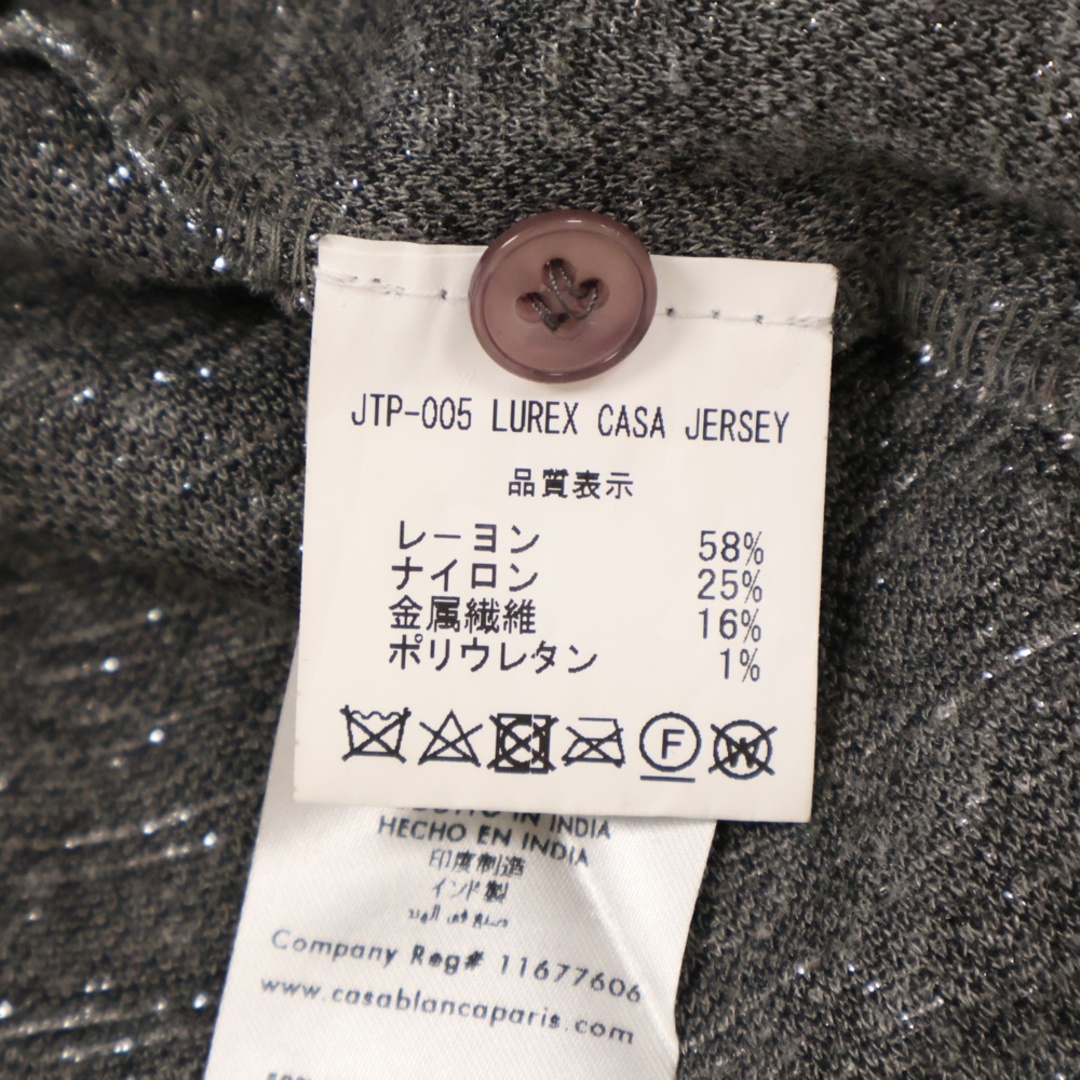 JTP-005 LUREX CASA JERSEY
品質表示
レーヨン 58%
ナイロン 25%
金属繊維 16%
ポリウレタン 1%
F W
IN INDIA
HECHO EN INDIA
印度制造
インド製
Company Reg# 11677606
www.casablancaparis.com